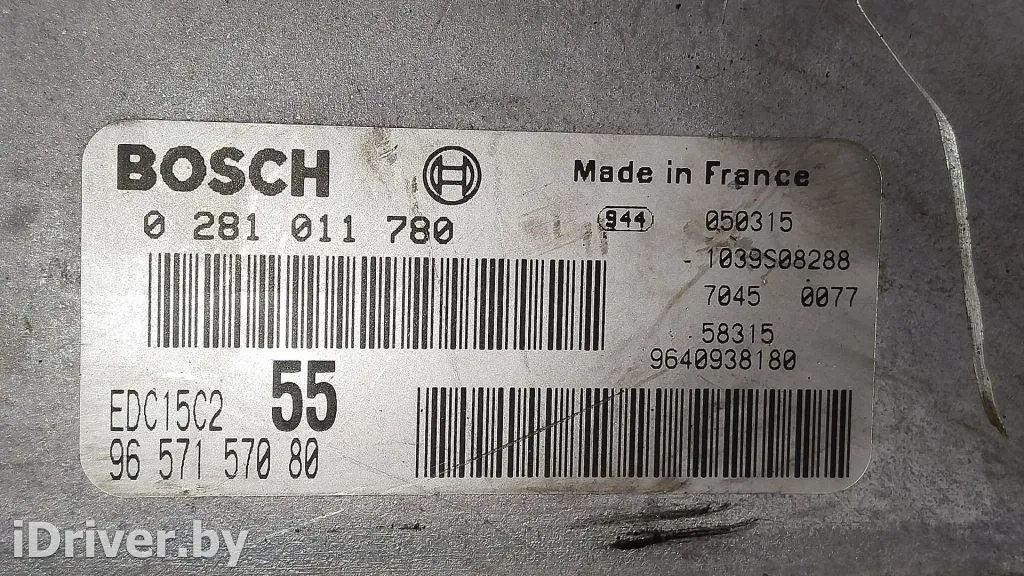 BOSCH
Made in France
0 281 011 780
944
050315
1039S08288
7045 0077
58315
9640938180
55
EDC15C2
96 571 570 80
iDriver.by